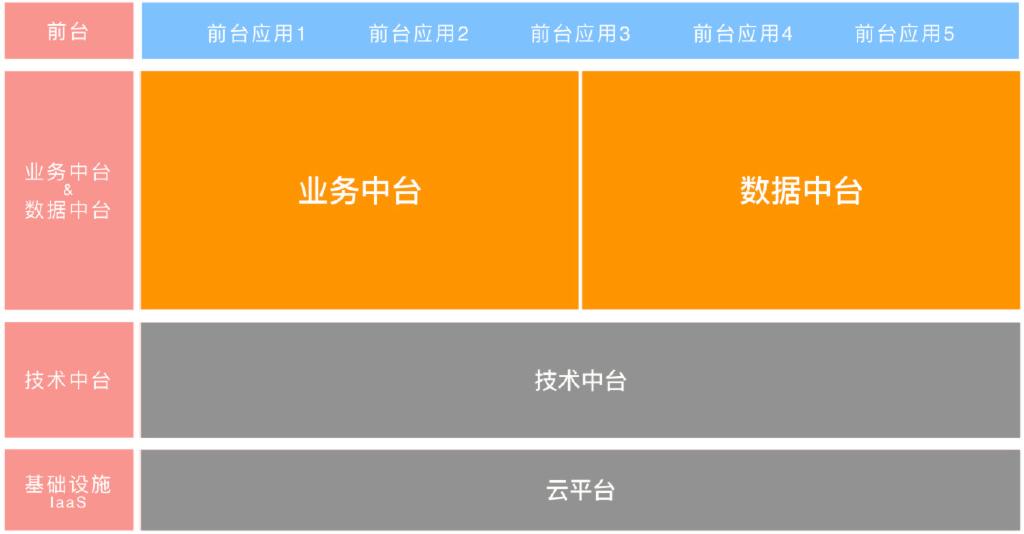 前台
前台应用1 前台应用2 前台应用3 前台应用4 前台应用5
业务中台
&
数据中台
业务中台 数据中台
技术中台
技术中台
基础设施
IaaS
云平台